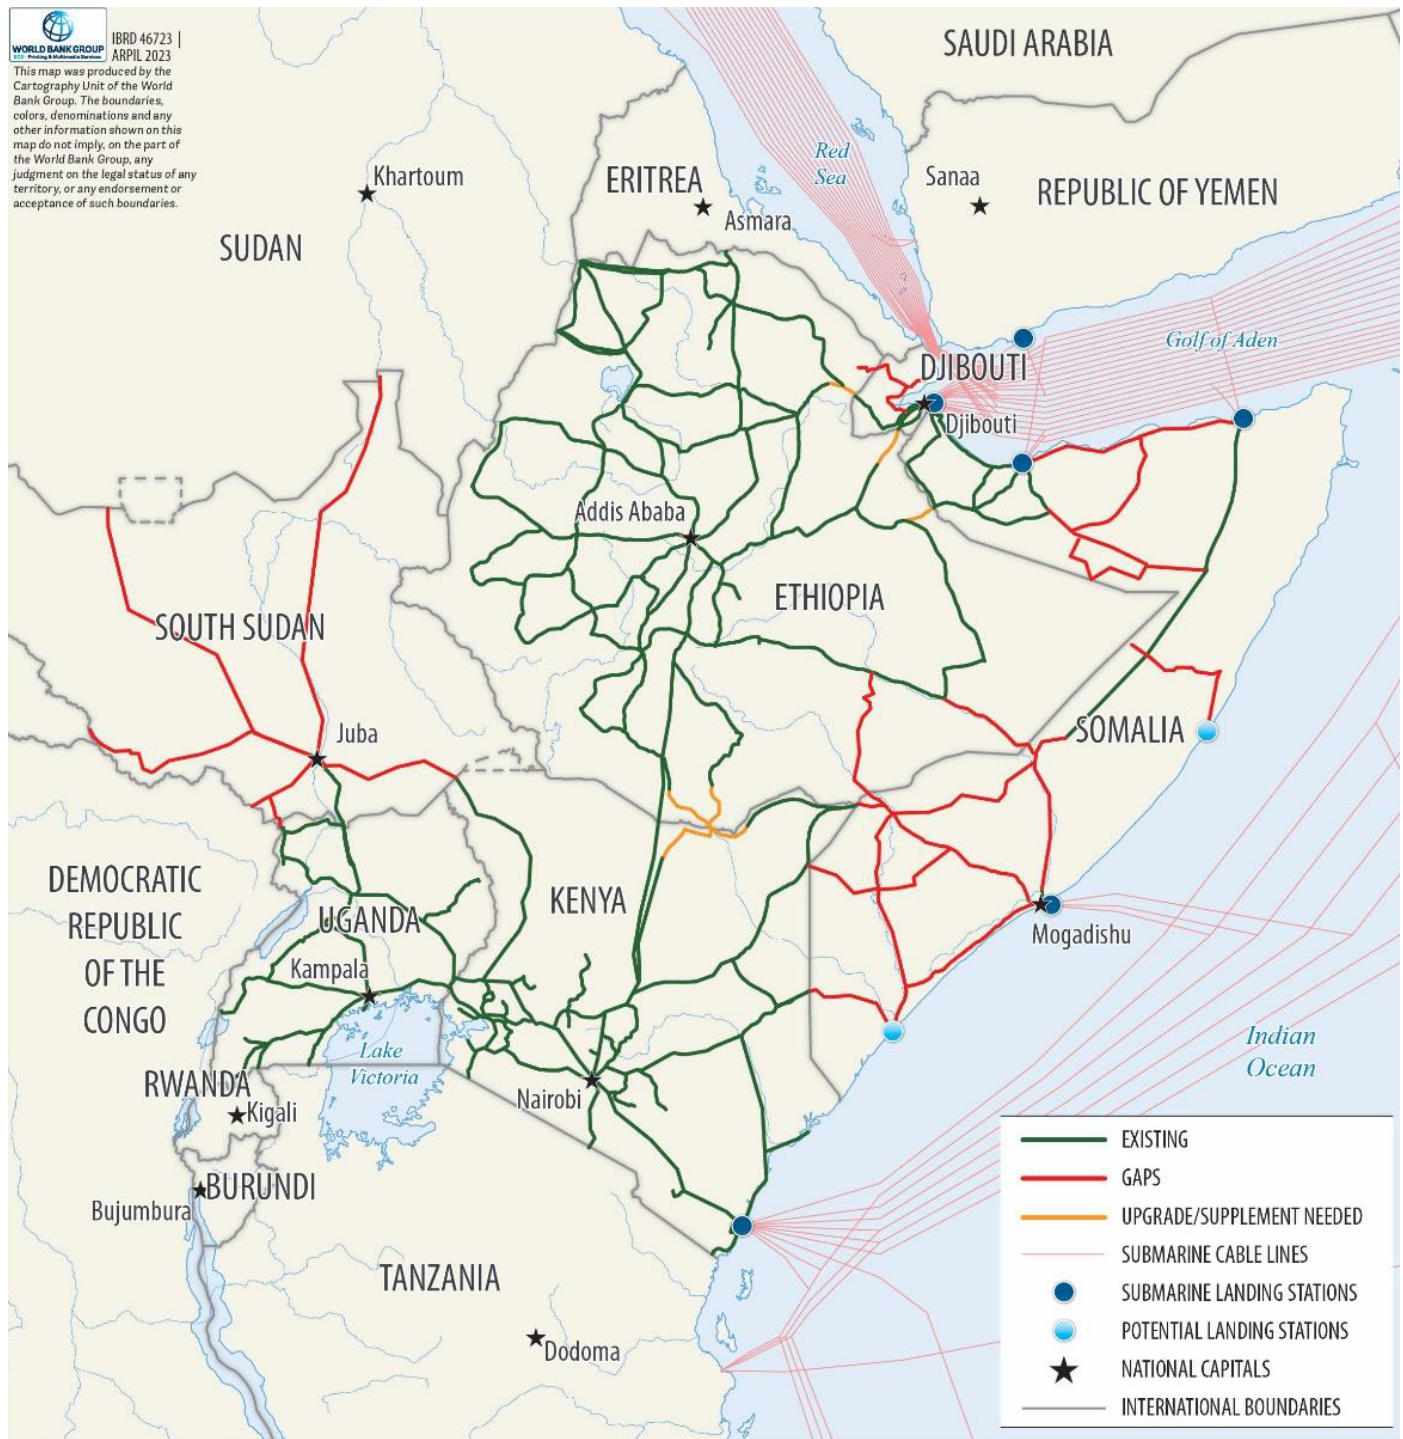 WORLD BANK GROUP
IBRD 46723 |
ARPIL 2023
This map was produced by the
Cartography Unit of the World
Bank Group. The boundaries,
colors, denominations and any
other information shown on this
map do not imply, on the part of
the World Bank Group, any
judgment on the legal status of any
territory, or any endorsement or
acceptance of such boundaries.
SAUDI ARABIA
Red
Sea
Khartoum
ERITREA
Sanaa
REPUBLIC OF YEMEN
Asmara
SUDAN
Golf of Aden
DJIBOUTI
Djibouti
Addis Ababa
ETHIOPIA
SOUTH SUDAN
Juba
SOMALIA
DEMOCRATIC
REPUBLIC
OF THE
CONGO
UGANDA
KENYA
Kampala
Mogadishu
Lake
Victoria
Indian
Ocean
RWANDA
Kigali
Nairobi
BURUNDI
Bujumbura
TANZANIA
Dodoma
EXISTING
GAPS
UPGRADE/SUPPLEMENT NEEDED
SUBMARINE CABLE LINES
SUBMARINE LANDING STATIONS
POTENTIAL LANDING STATIONS
NATIONAL CAPITALS
INTERNATIONAL BOUNDARIES